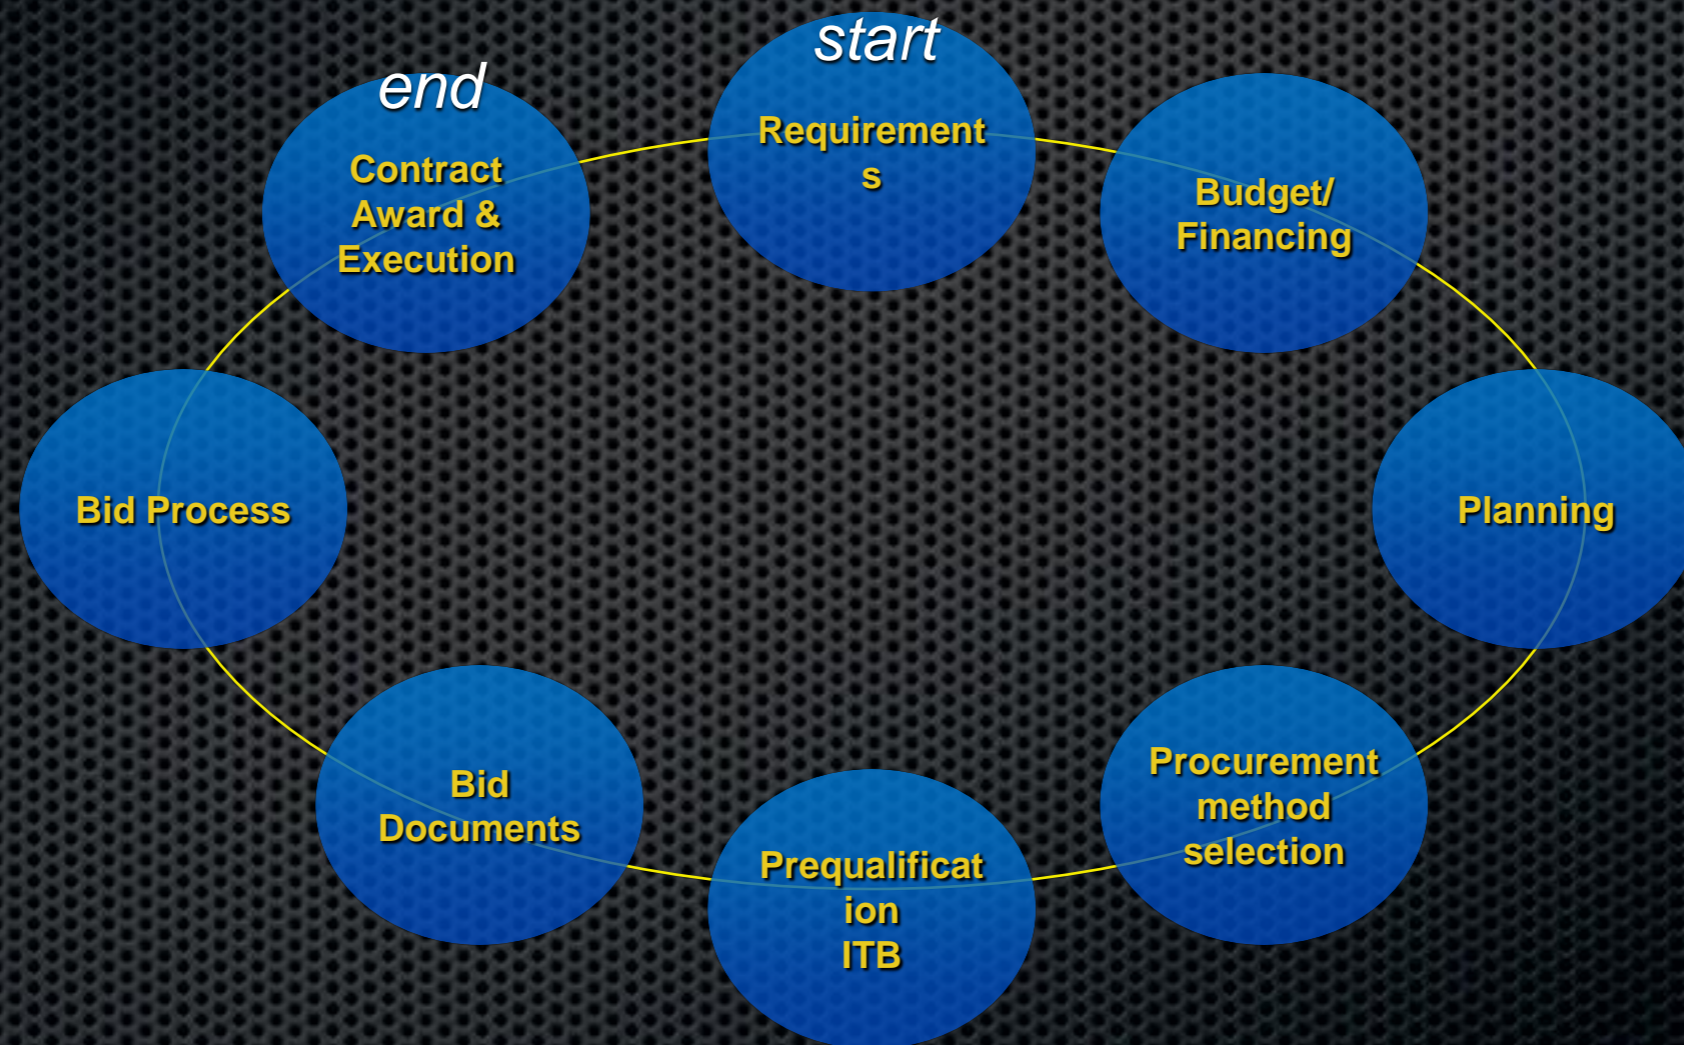 start
Requirement
s
Budget/
Financing
Planning
Procurement
method
selection
Prequalificat
ion
ITB
Bid
Documents
Bid Process
end
Contract
Award &
Execution